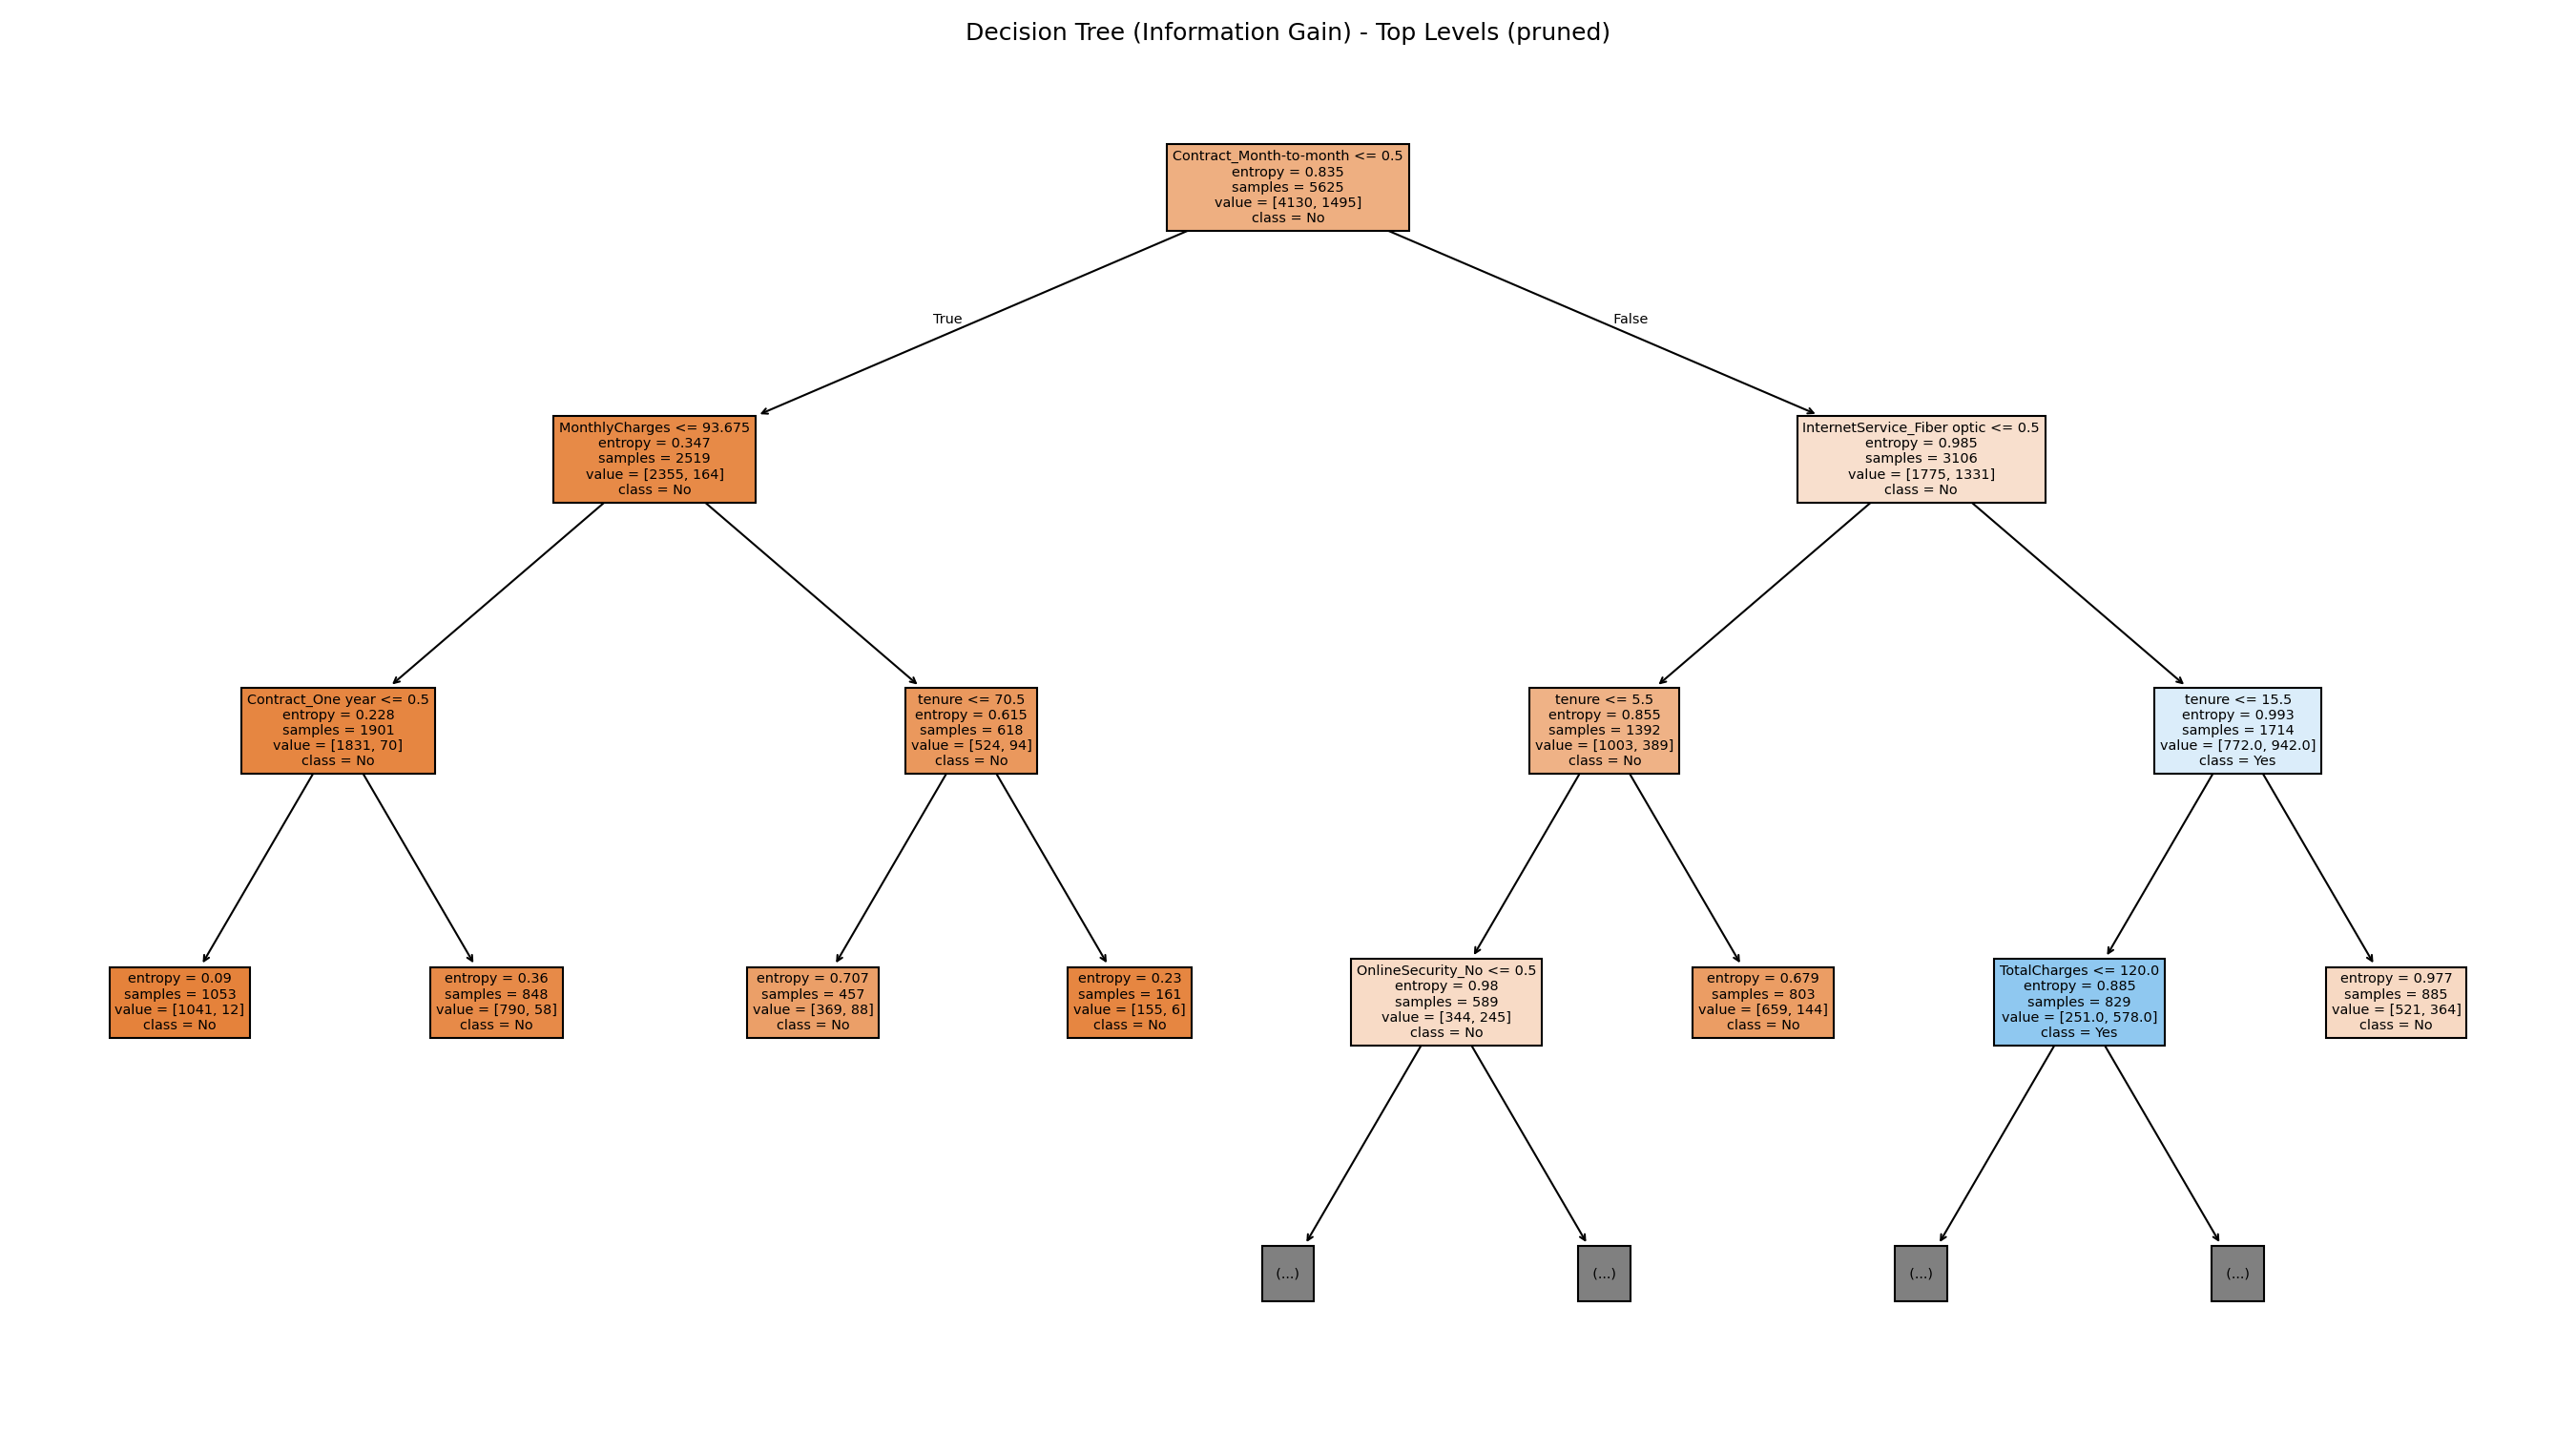 Decision Tree (Information Gain) - Top Levels (pruned)
Contract_Month-to-month <= 0.5
entropy = 0.835
samples = 5625
value = [4130, 1495]
class = No
True
False
MonthlyCharges <= 93.675
entropy = 0.347
samples = 2519
value = [2355, 164]
class = No
InternetService_Fiber optic <= 0.5
entropy = 0.985
samples = 3106
value = [1775, 1331]
class = No
Contract_One year <= 0.5
entropy = 0.228
samples = 1901
value = [1831, 70]
class = No
tenure <= 70.5
entropy = 0.615
samples = 618
value = [524, 94]
class = No
tenure <= 5.5
entropy = 0.855
samples = 1392
value = [1003, 389]
class = No
tenure <= 15.5
entropy = 0.993
samples = 1714
value = [772.0, 942.0]
class = Yes
entropy = 0.09
samples = 1053
value = [1041, 12]
class = No
entropy = 0.36
samples = 848
value = [790, 58]
class = No
entropy = 0.707
samples = 457
value = [369, 88]
class = No
entropy = 0.23
samples = 161
value = [155, 6]
class = No
OnlineSecurity_No <= 0.5
entropy = 0.98
samples = 589
value = [344, 245]
class = No
entropy = 0.679
samples = 803
value = [659, 144]
class = No
TotalCharges <= 120.0
entropy = 0.885
samples = 829
value = [251.0, 578.0]
class = Yes
entropy = 0.977
samples = 885
value = [521, 364]
class = No
(...)
(...)
(...)
(...)